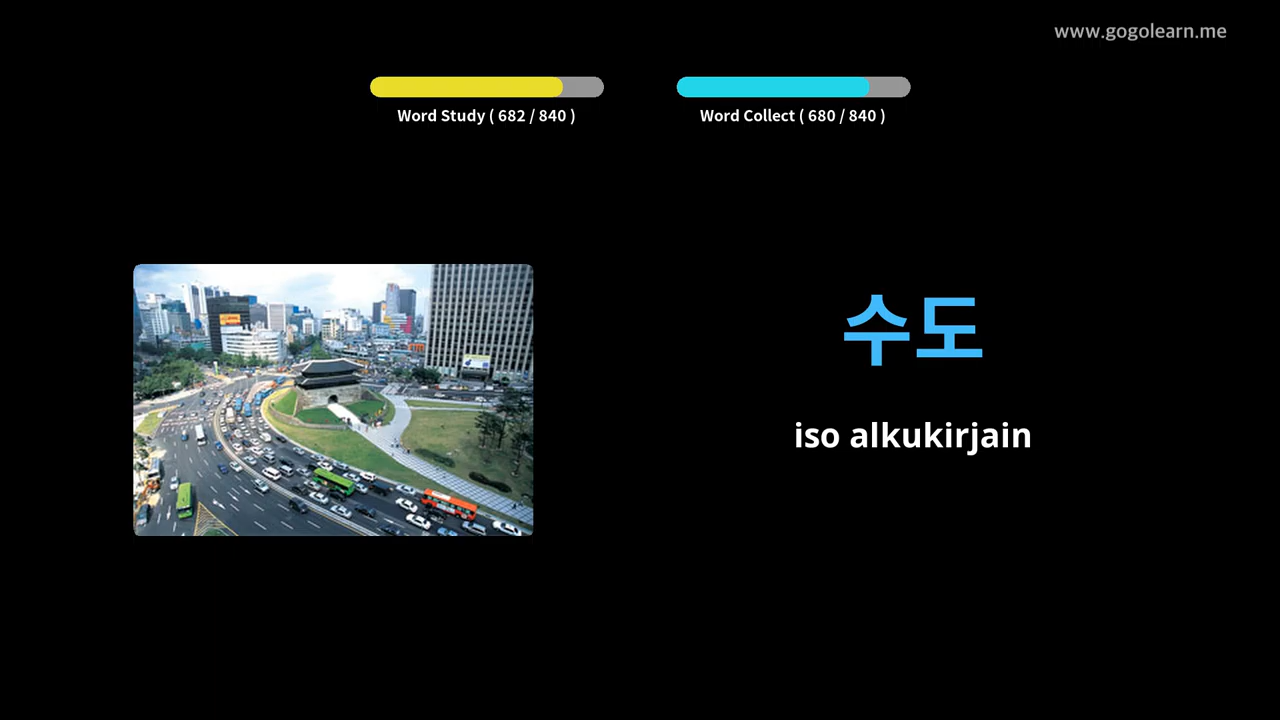 www.gogolearn.me
Word Study ( 682 / 840 )
Word Collect ( 680 / 840 )
수도
iso alkukirjain